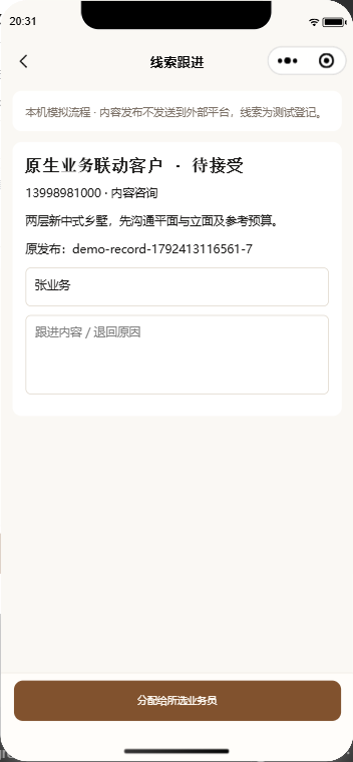 20:31
线索跟进
本机模拟流程 · 内容发布不发送到外部平台，线索为测试登记。
原生业务联动客户 · 待接受
13998981000 · 内容咨询
两层新中式乡墅，先沟通平面与立面及参考预算。
原发布：demo-record-1792413116561-7
张业务
跟进内容 / 退回原因
分配给所选业务员